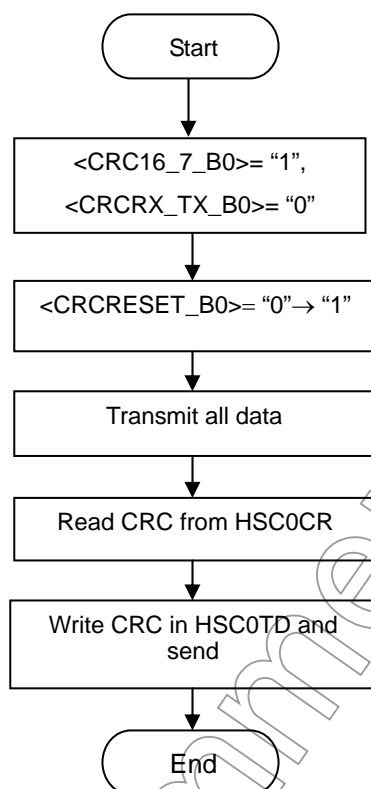 Start
<CRC16_7_B0>= “1”,
<CRCRX_TX_B0>= “0”
<CRCRESET_B0>= “0”→ “1”
Transmit all data
Read CRC from HSC0CR
Write CRC in HSC0TD and
send
End